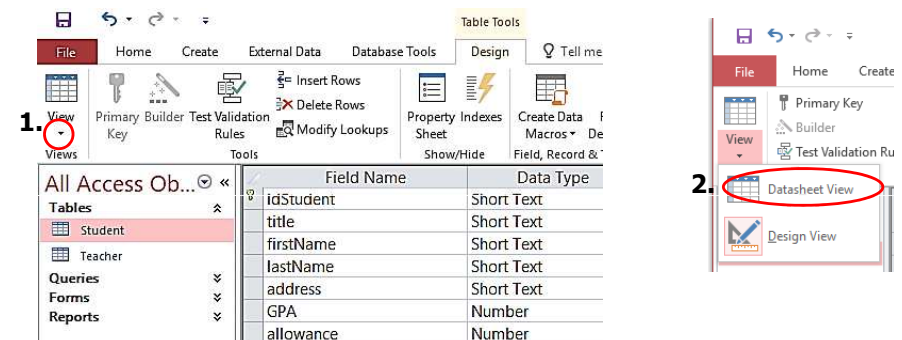 Table Tools
File Home Create External Data Database Tools Design Tell me
1.
View
Primary Key
Builder
Test Validation Rules
Insert Rows
Delete Rows
Modify Lookups
Property Sheet
Indexes
Create Data Macros
De
Views
Tools
Show/Hide
Field, Record &
All Access Ob... «
Tables
Student
Teacher
Queries
Forms
Reports
Field Name Data Type
idStudent Short Text
title Short Text
firstName Short Text
lastName Short Text
address Short Text
GPA Number
allowance Number
2.
File Home Create
View
Primary Key
Builder
Test Validation Ru
Datasheet View
Design View